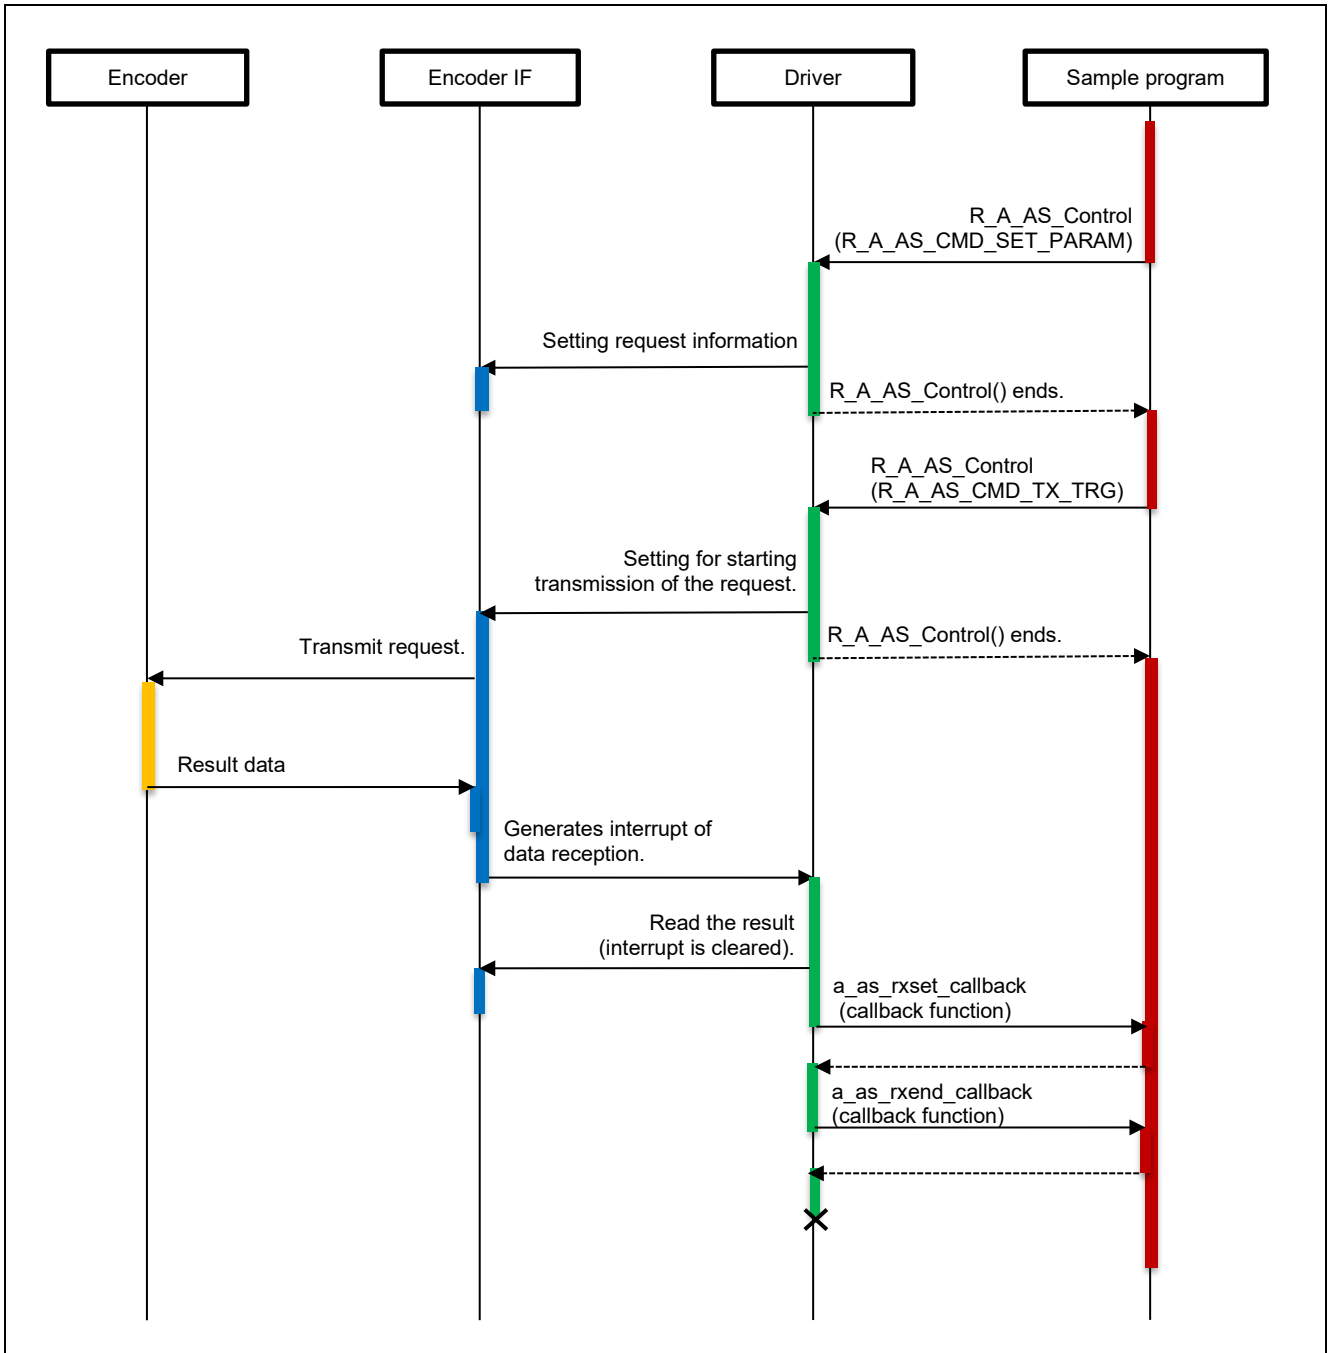 Encoder
Encoder IF
Driver
Sample program
R_A_AS_Control
(R_A_AS_CMD_SET_PARAM)
Setting request information
R_A_AS_Control() ends.
R_A_AS_Control
(R_A_AS_CMD_TX_TRG)
Setting for starting
transmission of the request.
R_A_AS_Control() ends.
Transmit request.
Result data
Generates interrupt of
data reception.
Read the result
(interrupt is cleared).
a_as_rxset_callback
(callback function)
a_as_rxend_callback
(callback function)